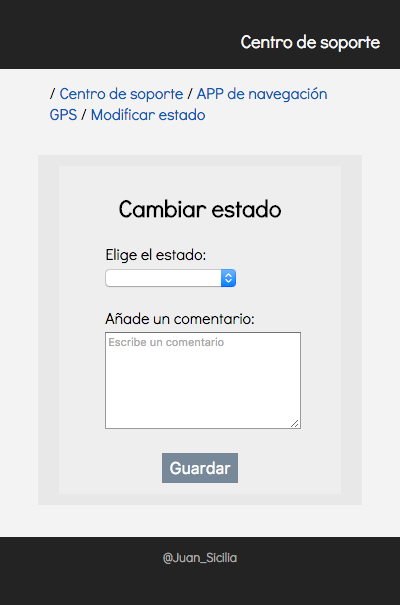 Centro de soporte
/ Centro de soporte / APP de navegación
GPS / Modificar estado
Cambiar estado
Elige el estado:
Añade un comentario:
Escribe un comentario
Guardar
@Juan_Sicilia